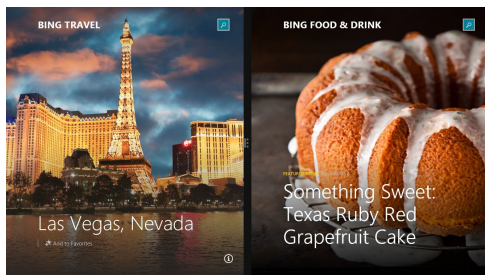 BING TRAVEL
Las Vegas, Nevada
Add to Favorites
BING FOOD & DRINK
Something Sweet:
Texas Ruby Red
Grapefruit Cake